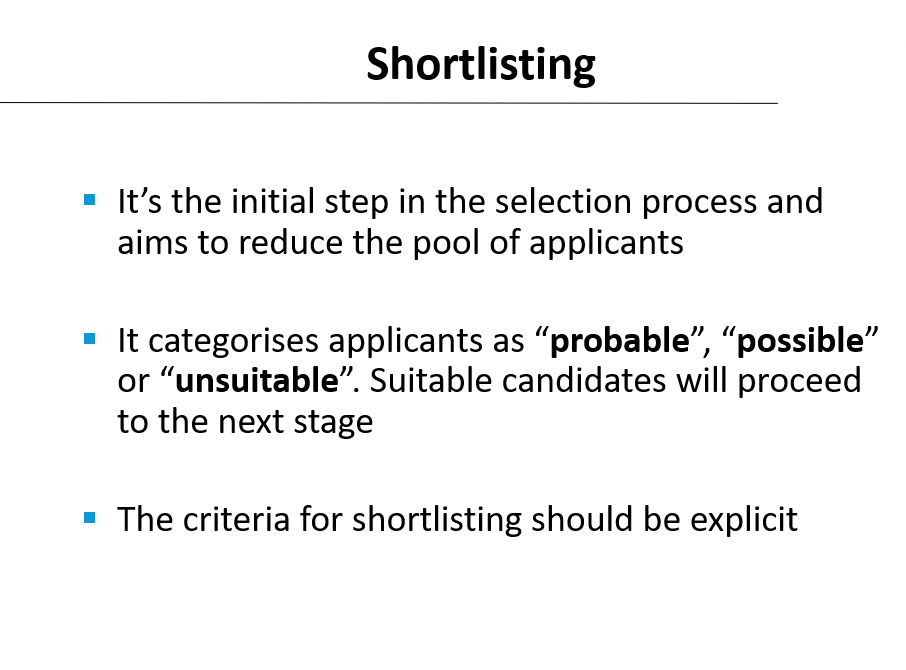 Shortlisting
It’s the initial step in the selection process and
aims to reduce the pool of applicants
It categorises applicants as “probable”, “possible”
or “unsuitable”. Suitable candidates will proceed
to the next stage
The criteria for shortlisting should be explicit